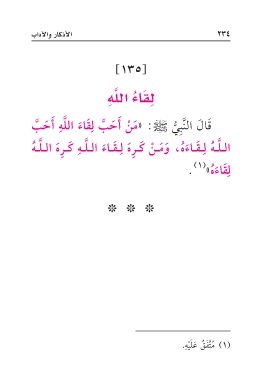 ٢٣٤ الأذكار والآداب
[١٣٥]
لِقَاءُ اللَّهِ
قَالَ النَّبِيُّ ﷺ: «مَنْ أَحَبَّ لِقَاءَ اللَّهِ أَحَبَّ
اللَّهُ لِقَاءَهُ، وَمَنْ كَرِهَ لِقَاءَ اللَّهِ كَرِهَ اللَّهُ
لِقَاءَهُ»(١).
* * *
(١) مُتَّفَقٌ عَلَيْهِ.